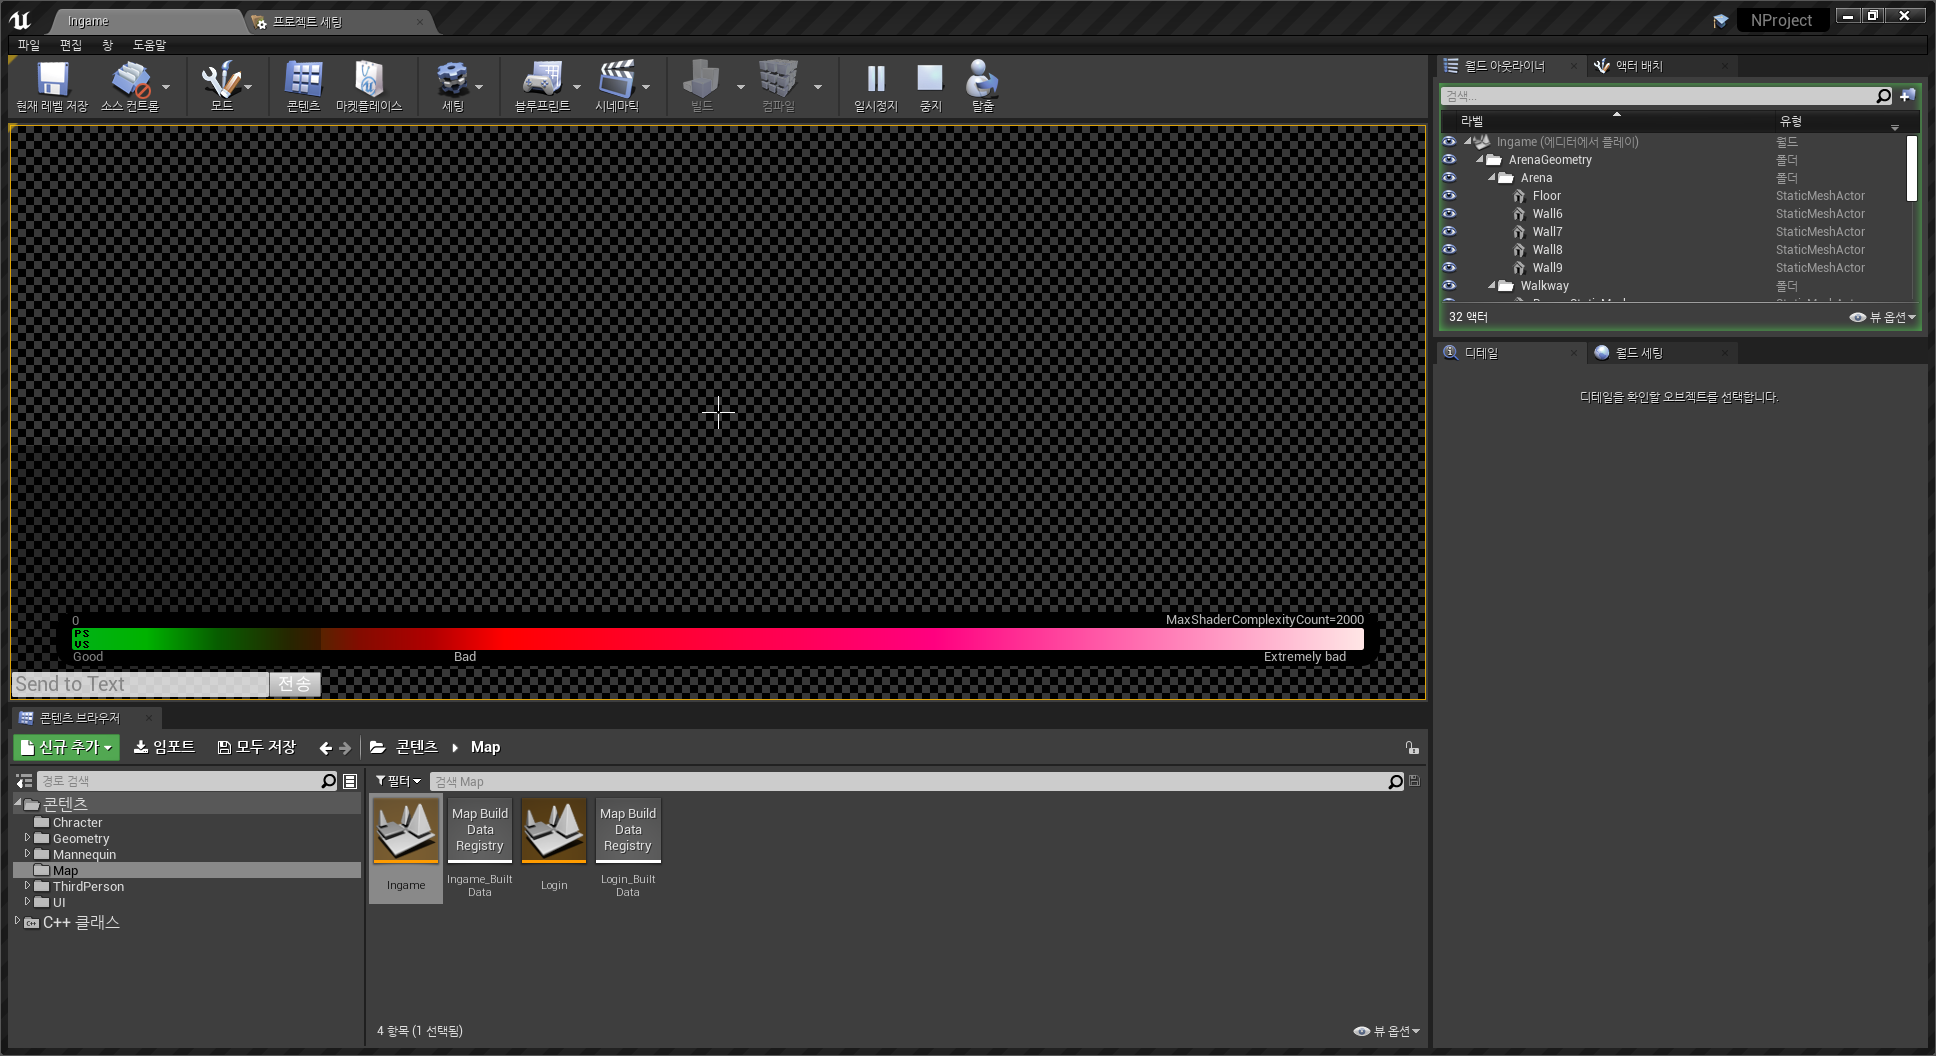 Ingame
프로젝트 세팅
NProject
파일 편집 창 도움말
현재 레벨 저장
소스 컨트롤
모드
콘텐츠
마켓플레이스
세팅
블루프린트
시네마틱
빌드
컴파일
일시정지
중지
탈출
월드 아웃라이너
액터 배치
검색...
라벨 유형
Ingame (에디터에서 플레이) 월드
ArenaGeometry 폴더
Arena 폴더
Floor StaticMeshActor
Wall6 StaticMeshActor
Wall7 StaticMeshActor
Wall8 StaticMeshActor
Wall9 StaticMeshActor
Walkway 폴더
32 액터
뷰 옵션
디테일
월드 세팅
디테일을 확인할 오브젝트를 선택합니다.
0
MaxShaderComplexityCount=2000
PS
VS
Good
Bad
Extremely bad
Send to Text
전송
콘텐츠 브라우저
신규 추가
임포트
모두 저장
콘텐츠
Map
경로 검색
필터
검색 Map
콘텐츠
Chracter
Geometry
Mannequin
Map
ThirdPerson
UI
C++ 클래스
Ingame
Map Build
Data
Registry
Ingame_Built
Data
Login
Map Build
Data
Registry
Login_Built
Data
4 항목 (1 선택됨)
뷰 옵션